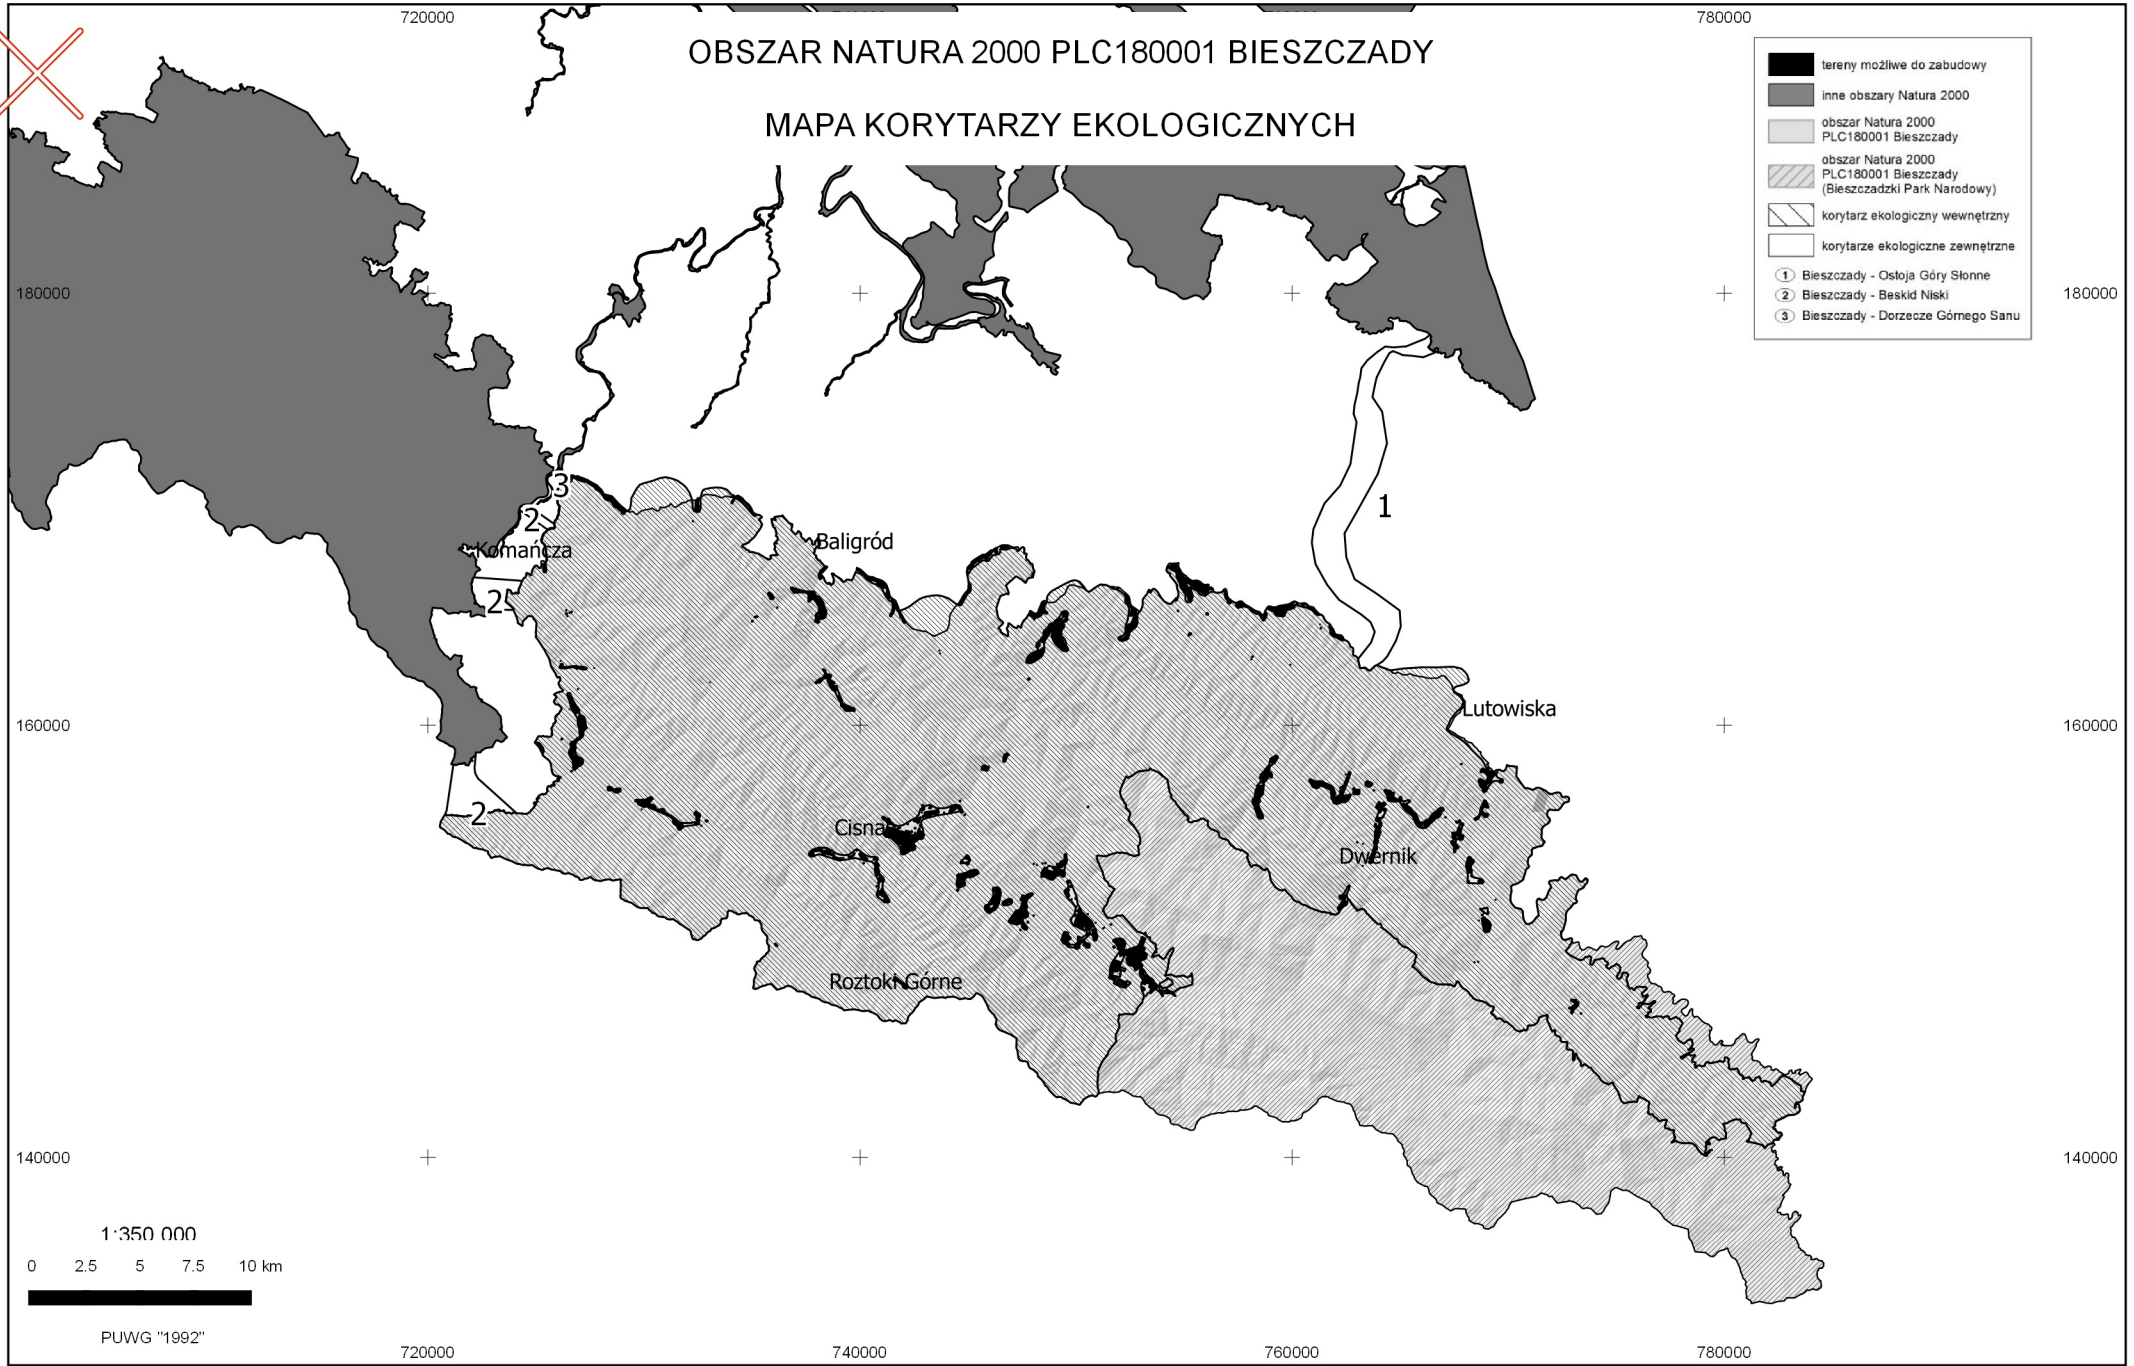 720000
780000
OBSZAR NATURA 2000 PLC180001 BIESZCZADY
MAPA KORYTARZY EKOLOGICZNYCH
tereny możliwe do zabudowy
inne obszary Natura 2000
obszar Natura 2000
PLC180001 Bieszczady
obszar Natura 2000
PLC180001 Bieszczady
(Bieszczadzki Park Narodowy)
korytarz ekologiczny wewnętrzny
korytarze ekologiczne zewnętrzne
1 Bieszczady - Ostoja Góry Słonne
2 Bieszczady - Beskid Niski
3 Bieszczady - Dorzecze Górnego Sanu
180000
180000
3
1
2
Komańcza
Baligród
2
Lutowiska
160000
160000
2
Cisna
Dwernik
Roztoki Górne
140000
140000
1:350 000
0 2.5 5 7.5 10 km
PUWG "1992"
720000
740000
760000
780000